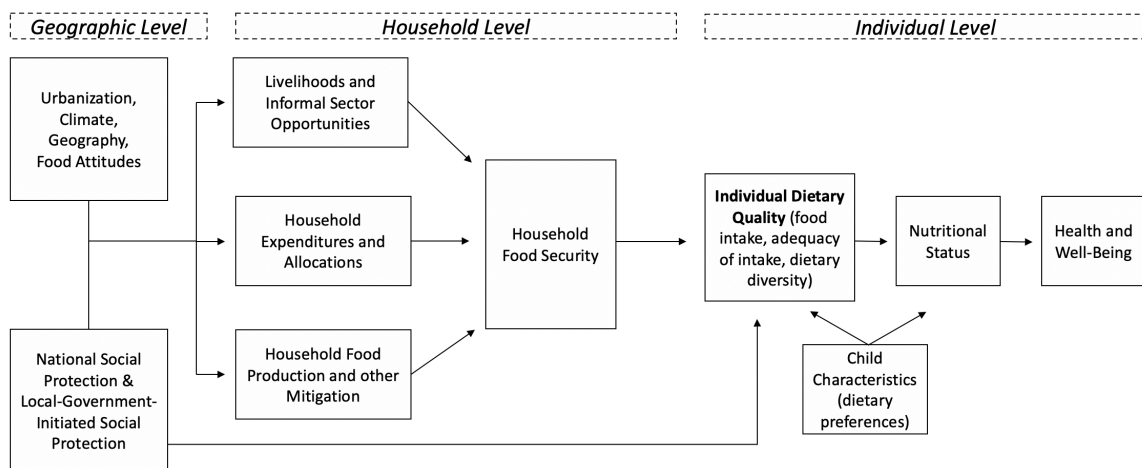 Geographic Level
Household Level
Individual Level
Urbanization,
Climate,
Geography,
Food Attitudes
National Social
Protection &
Local-Government-
Initiated Social
Protection
Livelihoods and
Informal Sector
Opportunities
Household
Expenditures and
Allocations
Household Food
Production and other
Mitigation
Household
Food Security
Individual Dietary
Quality (food
intake, adequacy
of intake, dietary
diversity)
Nutritional
Status
Health and
Well-Being
Child
Characteristics
(dietary
preferences)